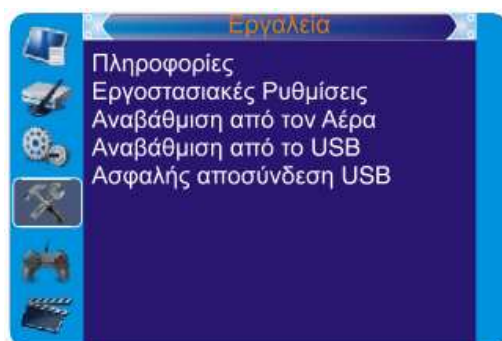 Εργαλεία
Πληροφορίες
Εργοστασιακές Ρυθμίσεις
Αναβάθμιση από τον Αέρα
Αναβάθμιση από το USB
Ασφαλής αποσύνδεση USB